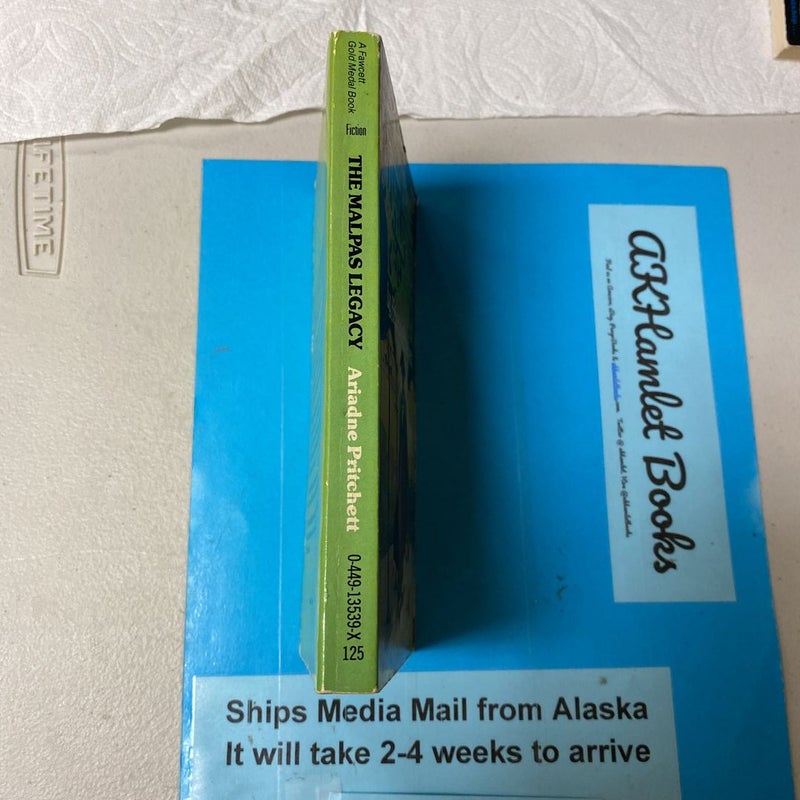 A Fawcett
Gold Medal Book
Fiction
THE MALPAS LEGACY
Ariadne Pritchett
0-449-13539-X
125
LIFETIME
AKHamlet Books
Ships Media Mail from Alaska
It will take 2-4 weeks to arrive